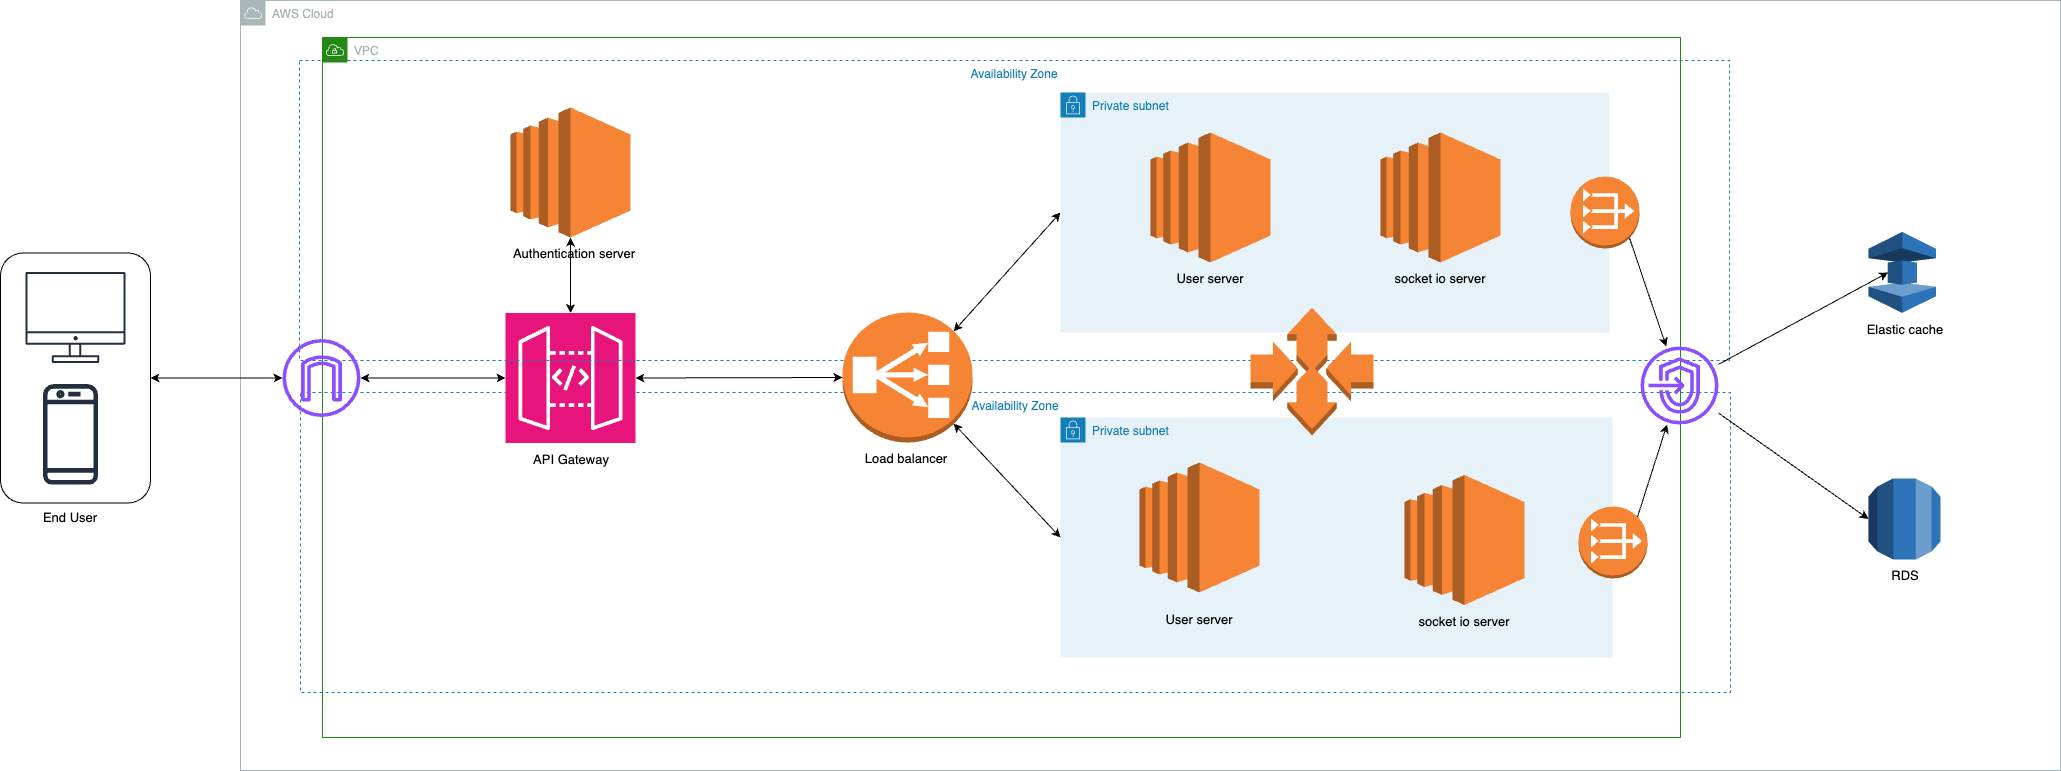 AWS Cloud
VPC
Availability Zone
Private subnet
Authentication server
User server
socket io server
Elastic cache
Availability Zone
Private subnet
API Gateway
Load balancer
End User
RDS
User server
socket io server